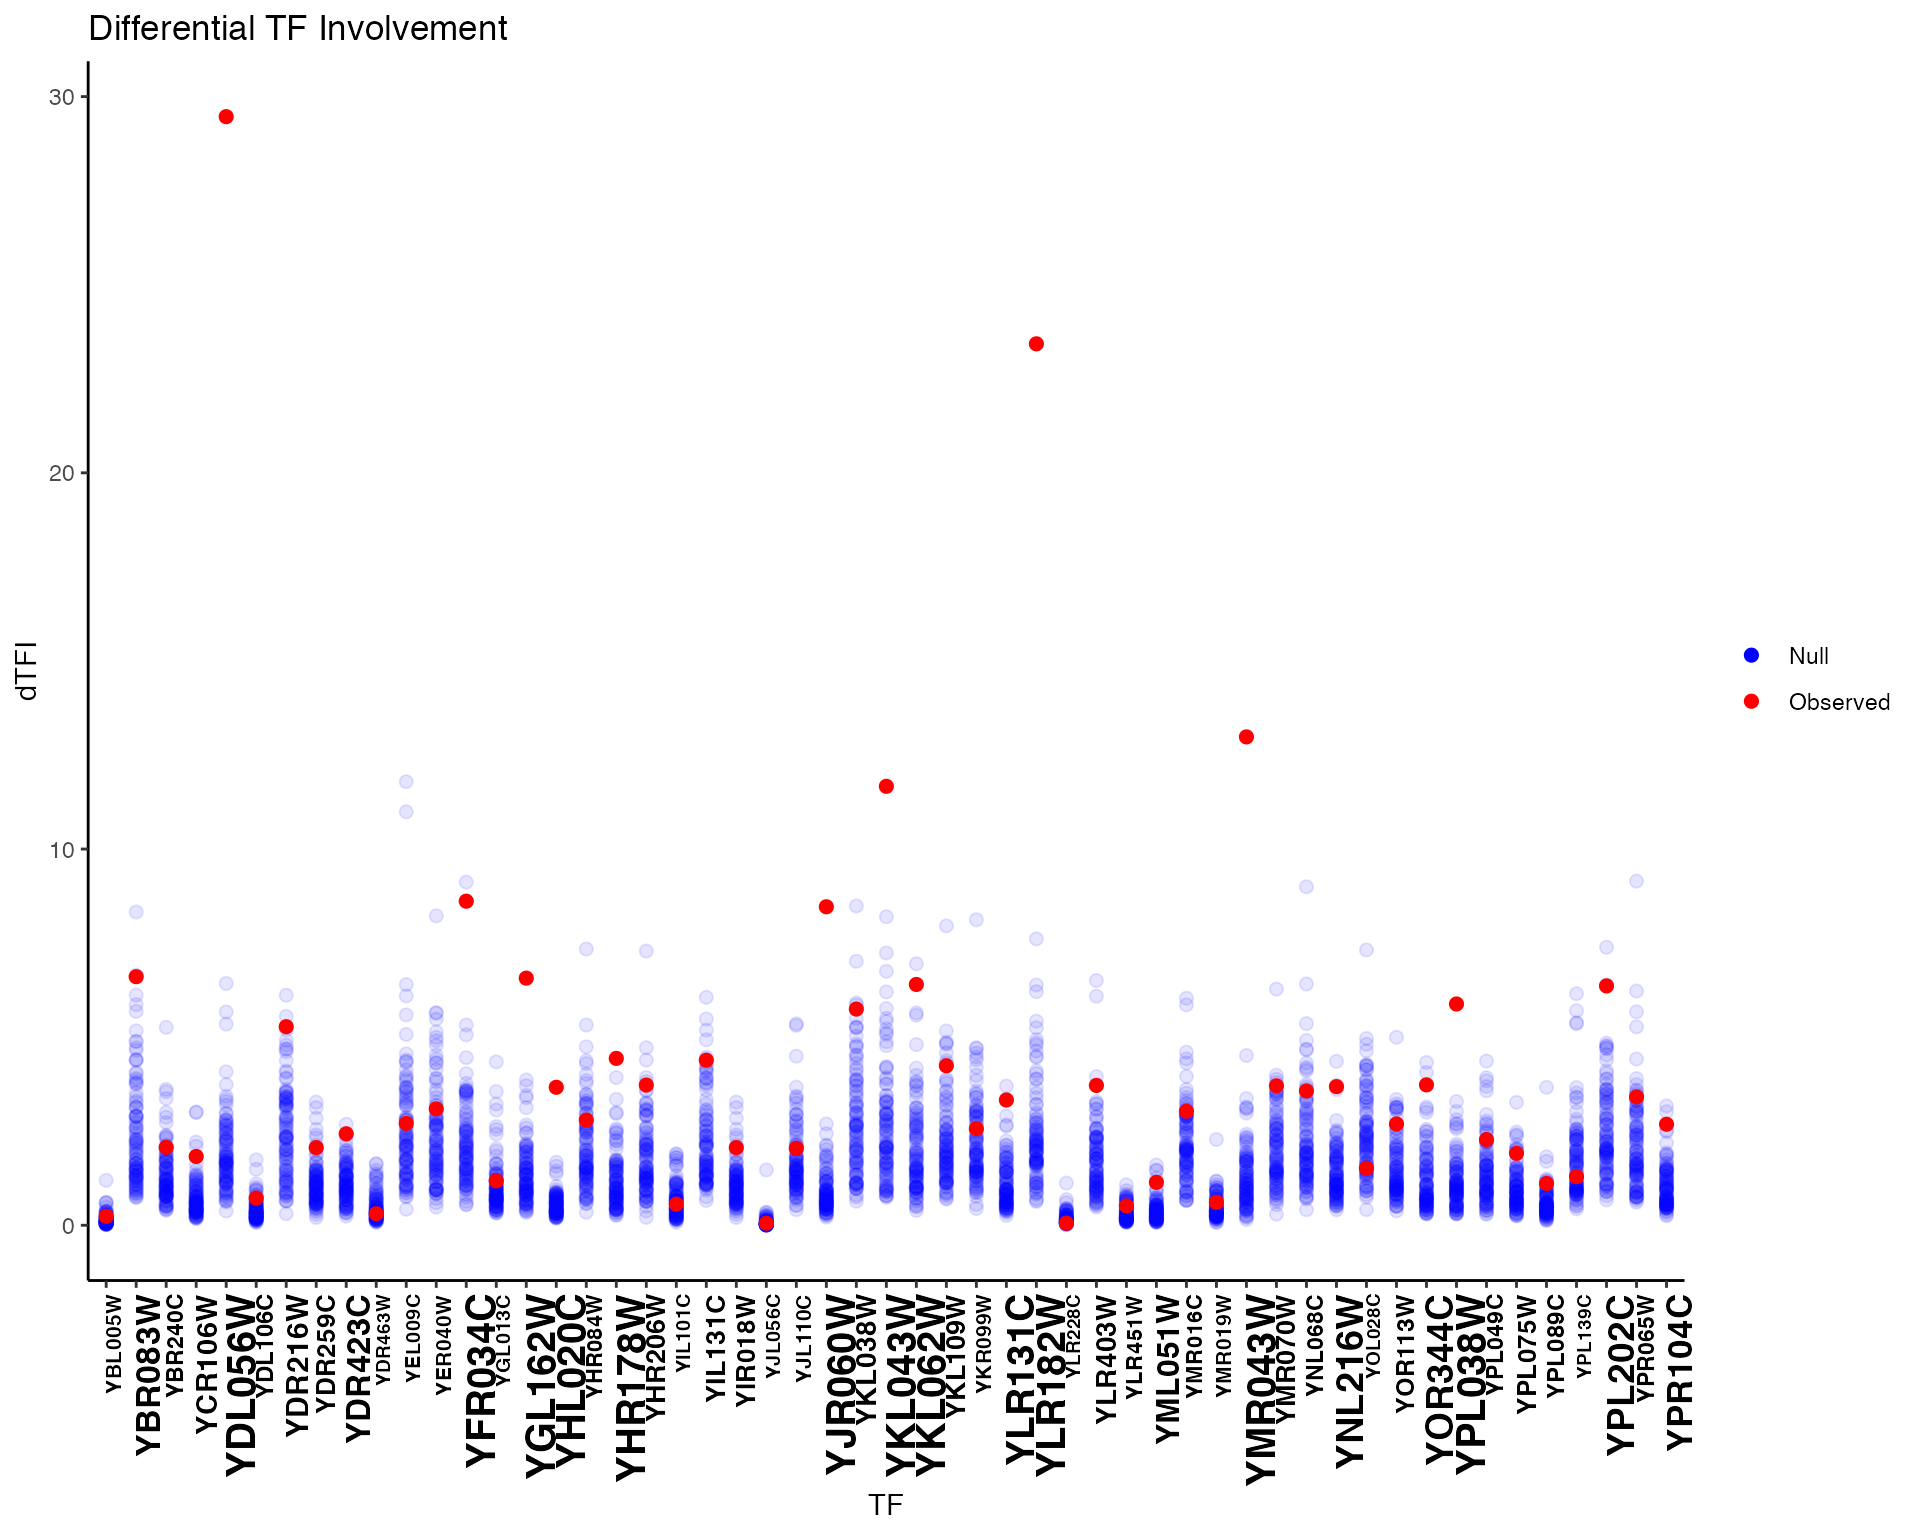 Differential TF Involvement
30
20
10
0
dTFI
Null
Observed
YBL005W
YBR083W
YBR240C
YCR106W
YDL056W
YDL106C
YDR216W
YDR259C
YDR423C
YDR463W
YEL009C
YER040W
YFR034C
YGL013C
YGL162W
YHL020C
YHR084W
YHR178W
YHR206W
YIL101C
YIL131C
YIR018W
YJL056C
YJL110C
YJR060W
YKL038W
YKL043W
YKL062W
YKL109W
YKR099W
YLR131C
YLR182W
YLR228C
YLR403W
YLR451W
YML051W
YMR016C
YMR019W
YMR043W
YMR070W
YNL068C
YNL216W
YOL028C
YOR113W
YOR344C
YPL038W
YPL049C
YPL075W
YPL089C
YPL139C
YPL202C
YPR065W
YPR104C
TF